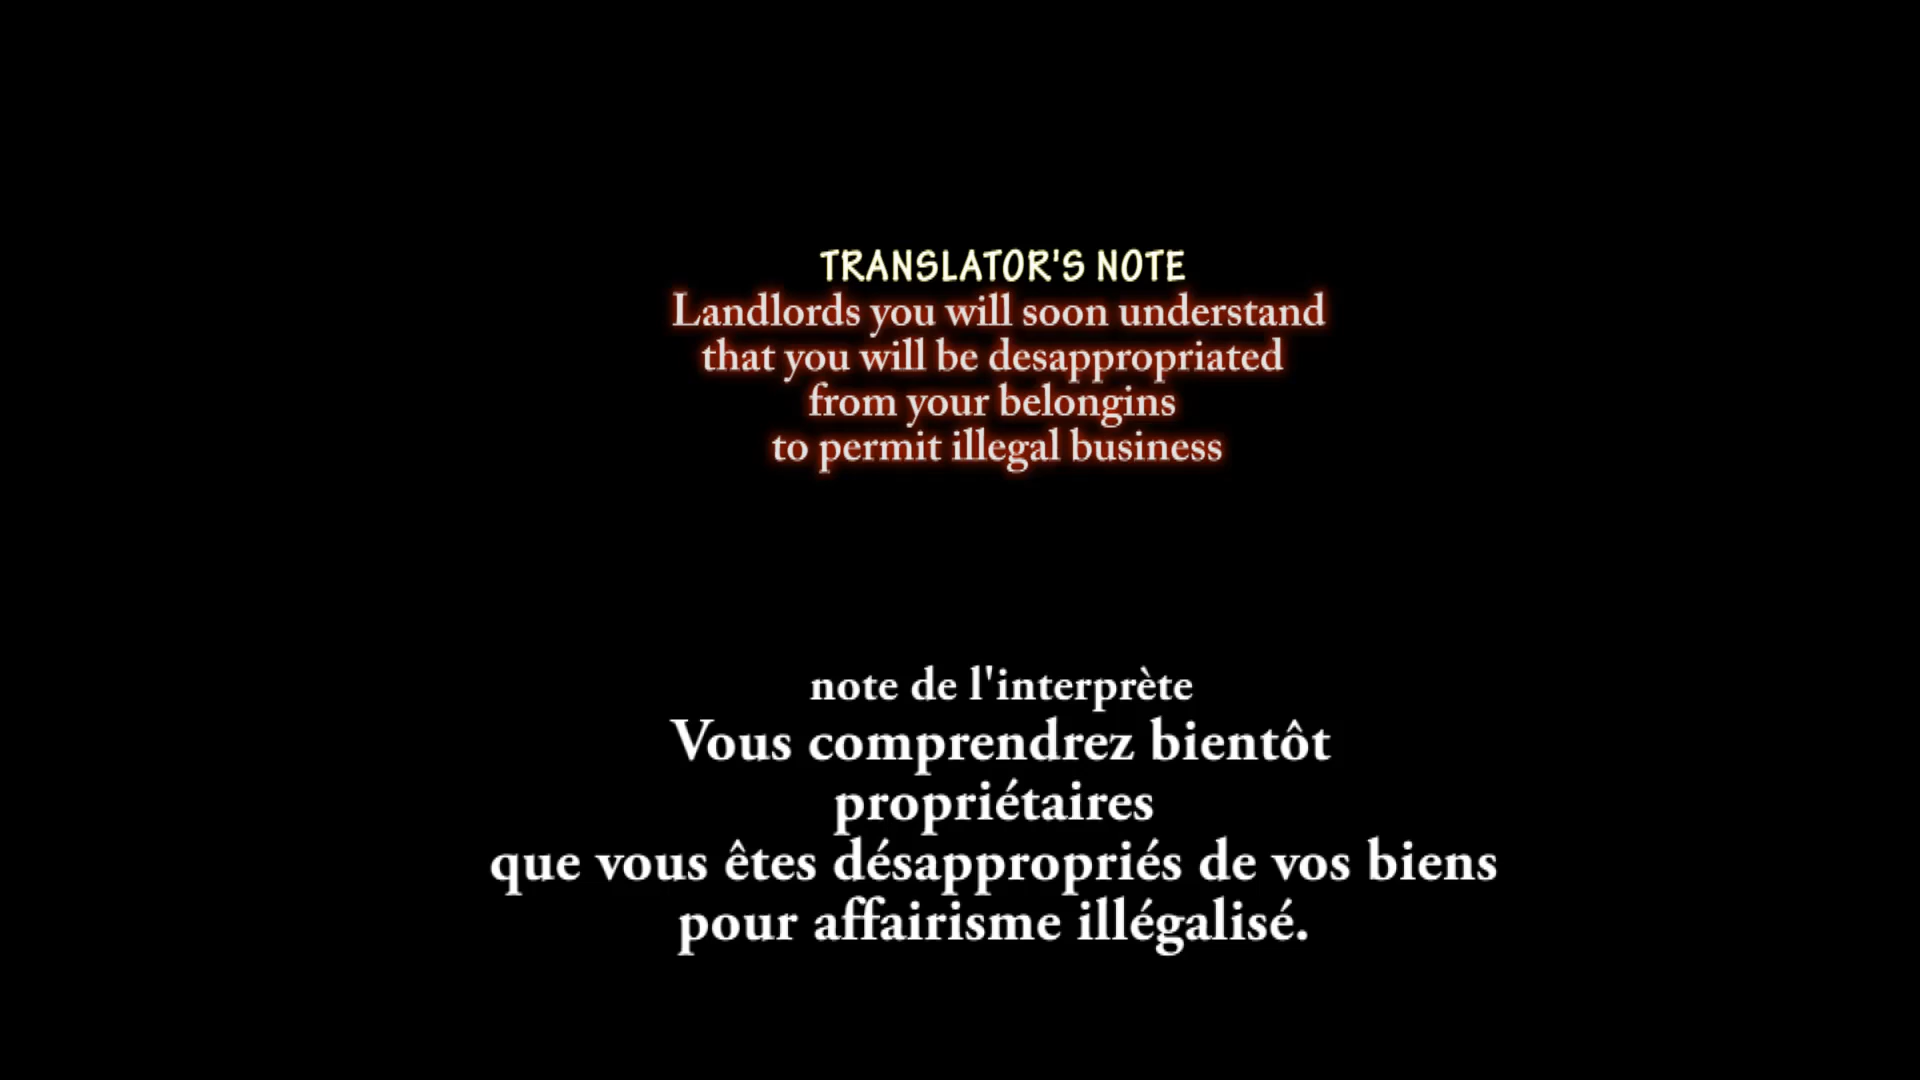 TRANSLATOR'S NOTE
Landlords you will soon understand
that you will be desappropriated
from your belongins
to permit illegal business
note de l'interprète
Vous comprendrez bientôt
propriétaires
que vous êtes désappropriés de vos biens
pour affairisme illégalisé.